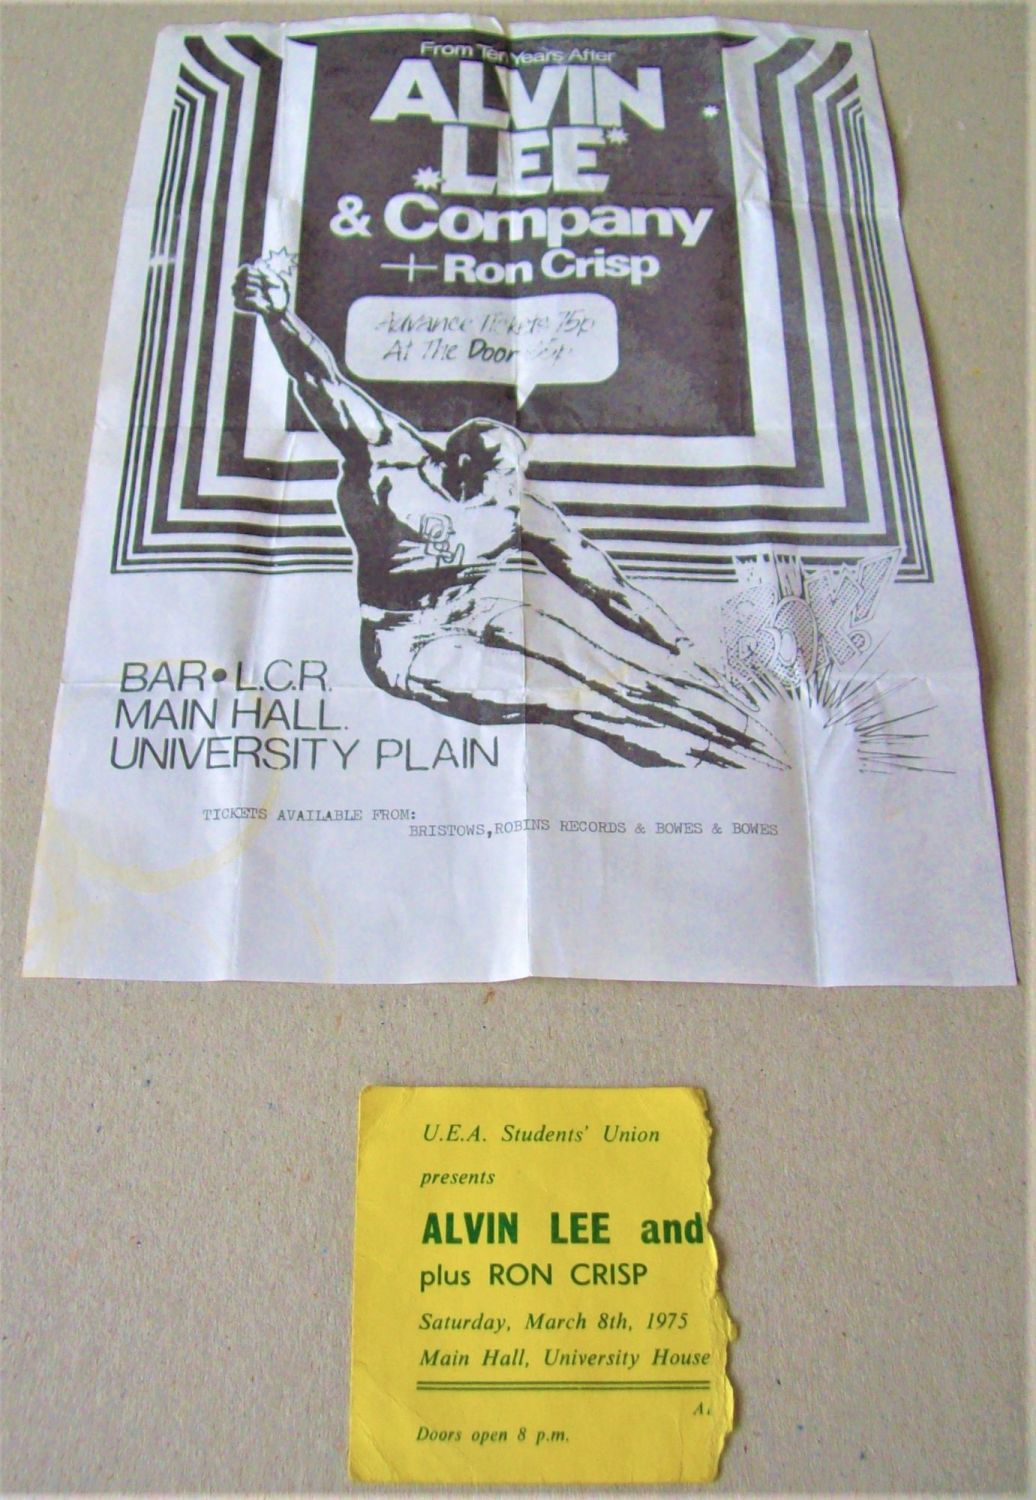 From Ten Years After
ALVIN
LEE
& Company
+Ron Crisp
Advance Tickets 75p
At The Door
POW!
BAR•L.C.R.
MAIN HALL.
UNIVERSITY PLAIN
TICKETS AVAILABLE FROM:
BRISTOWS,ROBINS RECORDS & BOWES & BOWES
U.E.A. Students' Union
presents
ALVIN LEE and
plus RON CRISP
Saturday, March 8th, 1975
Main Hall, University House
Doors open 8 p.m.